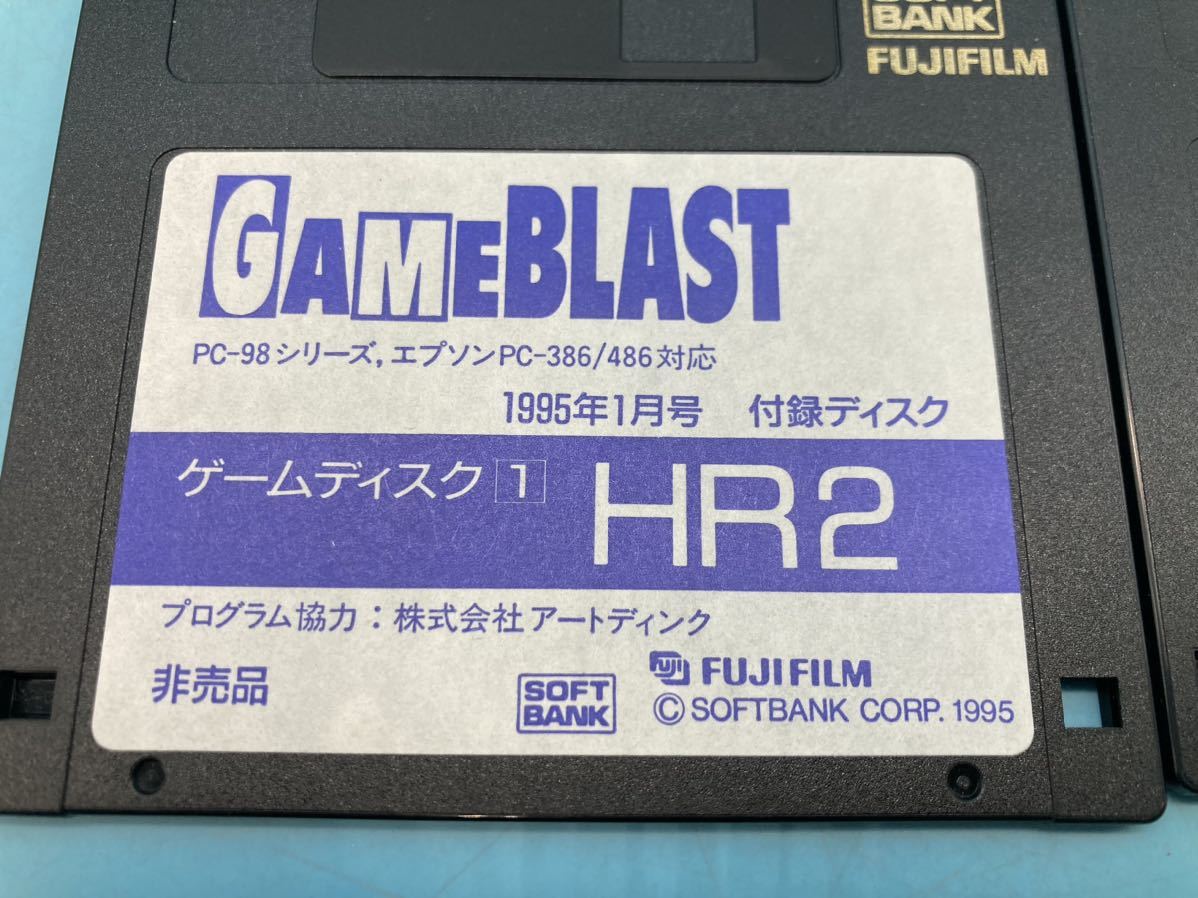 SOFT
BANK
FUJIFILM
GAMEBLAST
PC-98シリーズ,エプソンPC-386/486対応
1995年1月号 付録ディスク
ゲームディスク 1 HR2
プログラム協力:株式会社アートディンク
非売品
SOFT
BANK
FUJI FUJIFILM
© SOFTBANK CORP. 1995